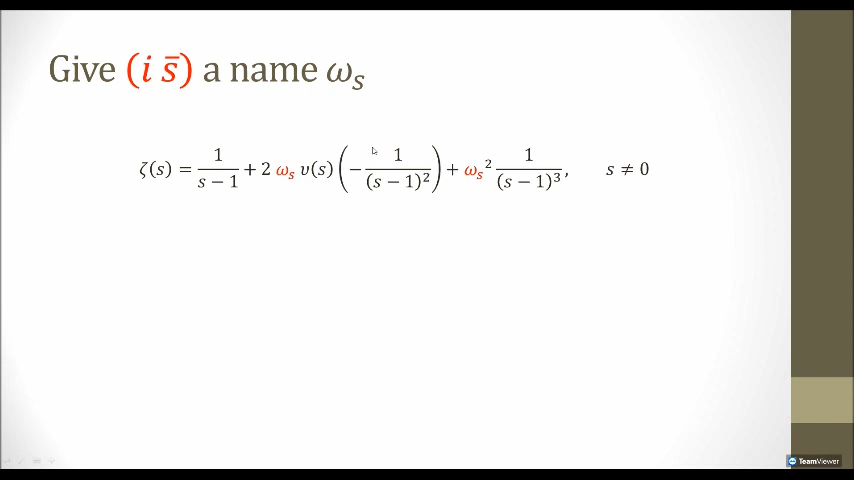 Give (i s̄) a name ωₛ
ζ(s) = 1/(s − 1) + 2 ωₛ υ(s) (− 1/(s − 1)²) + ωₛ² 1/(s − 1)³, s ≠ 0
TeamViewer